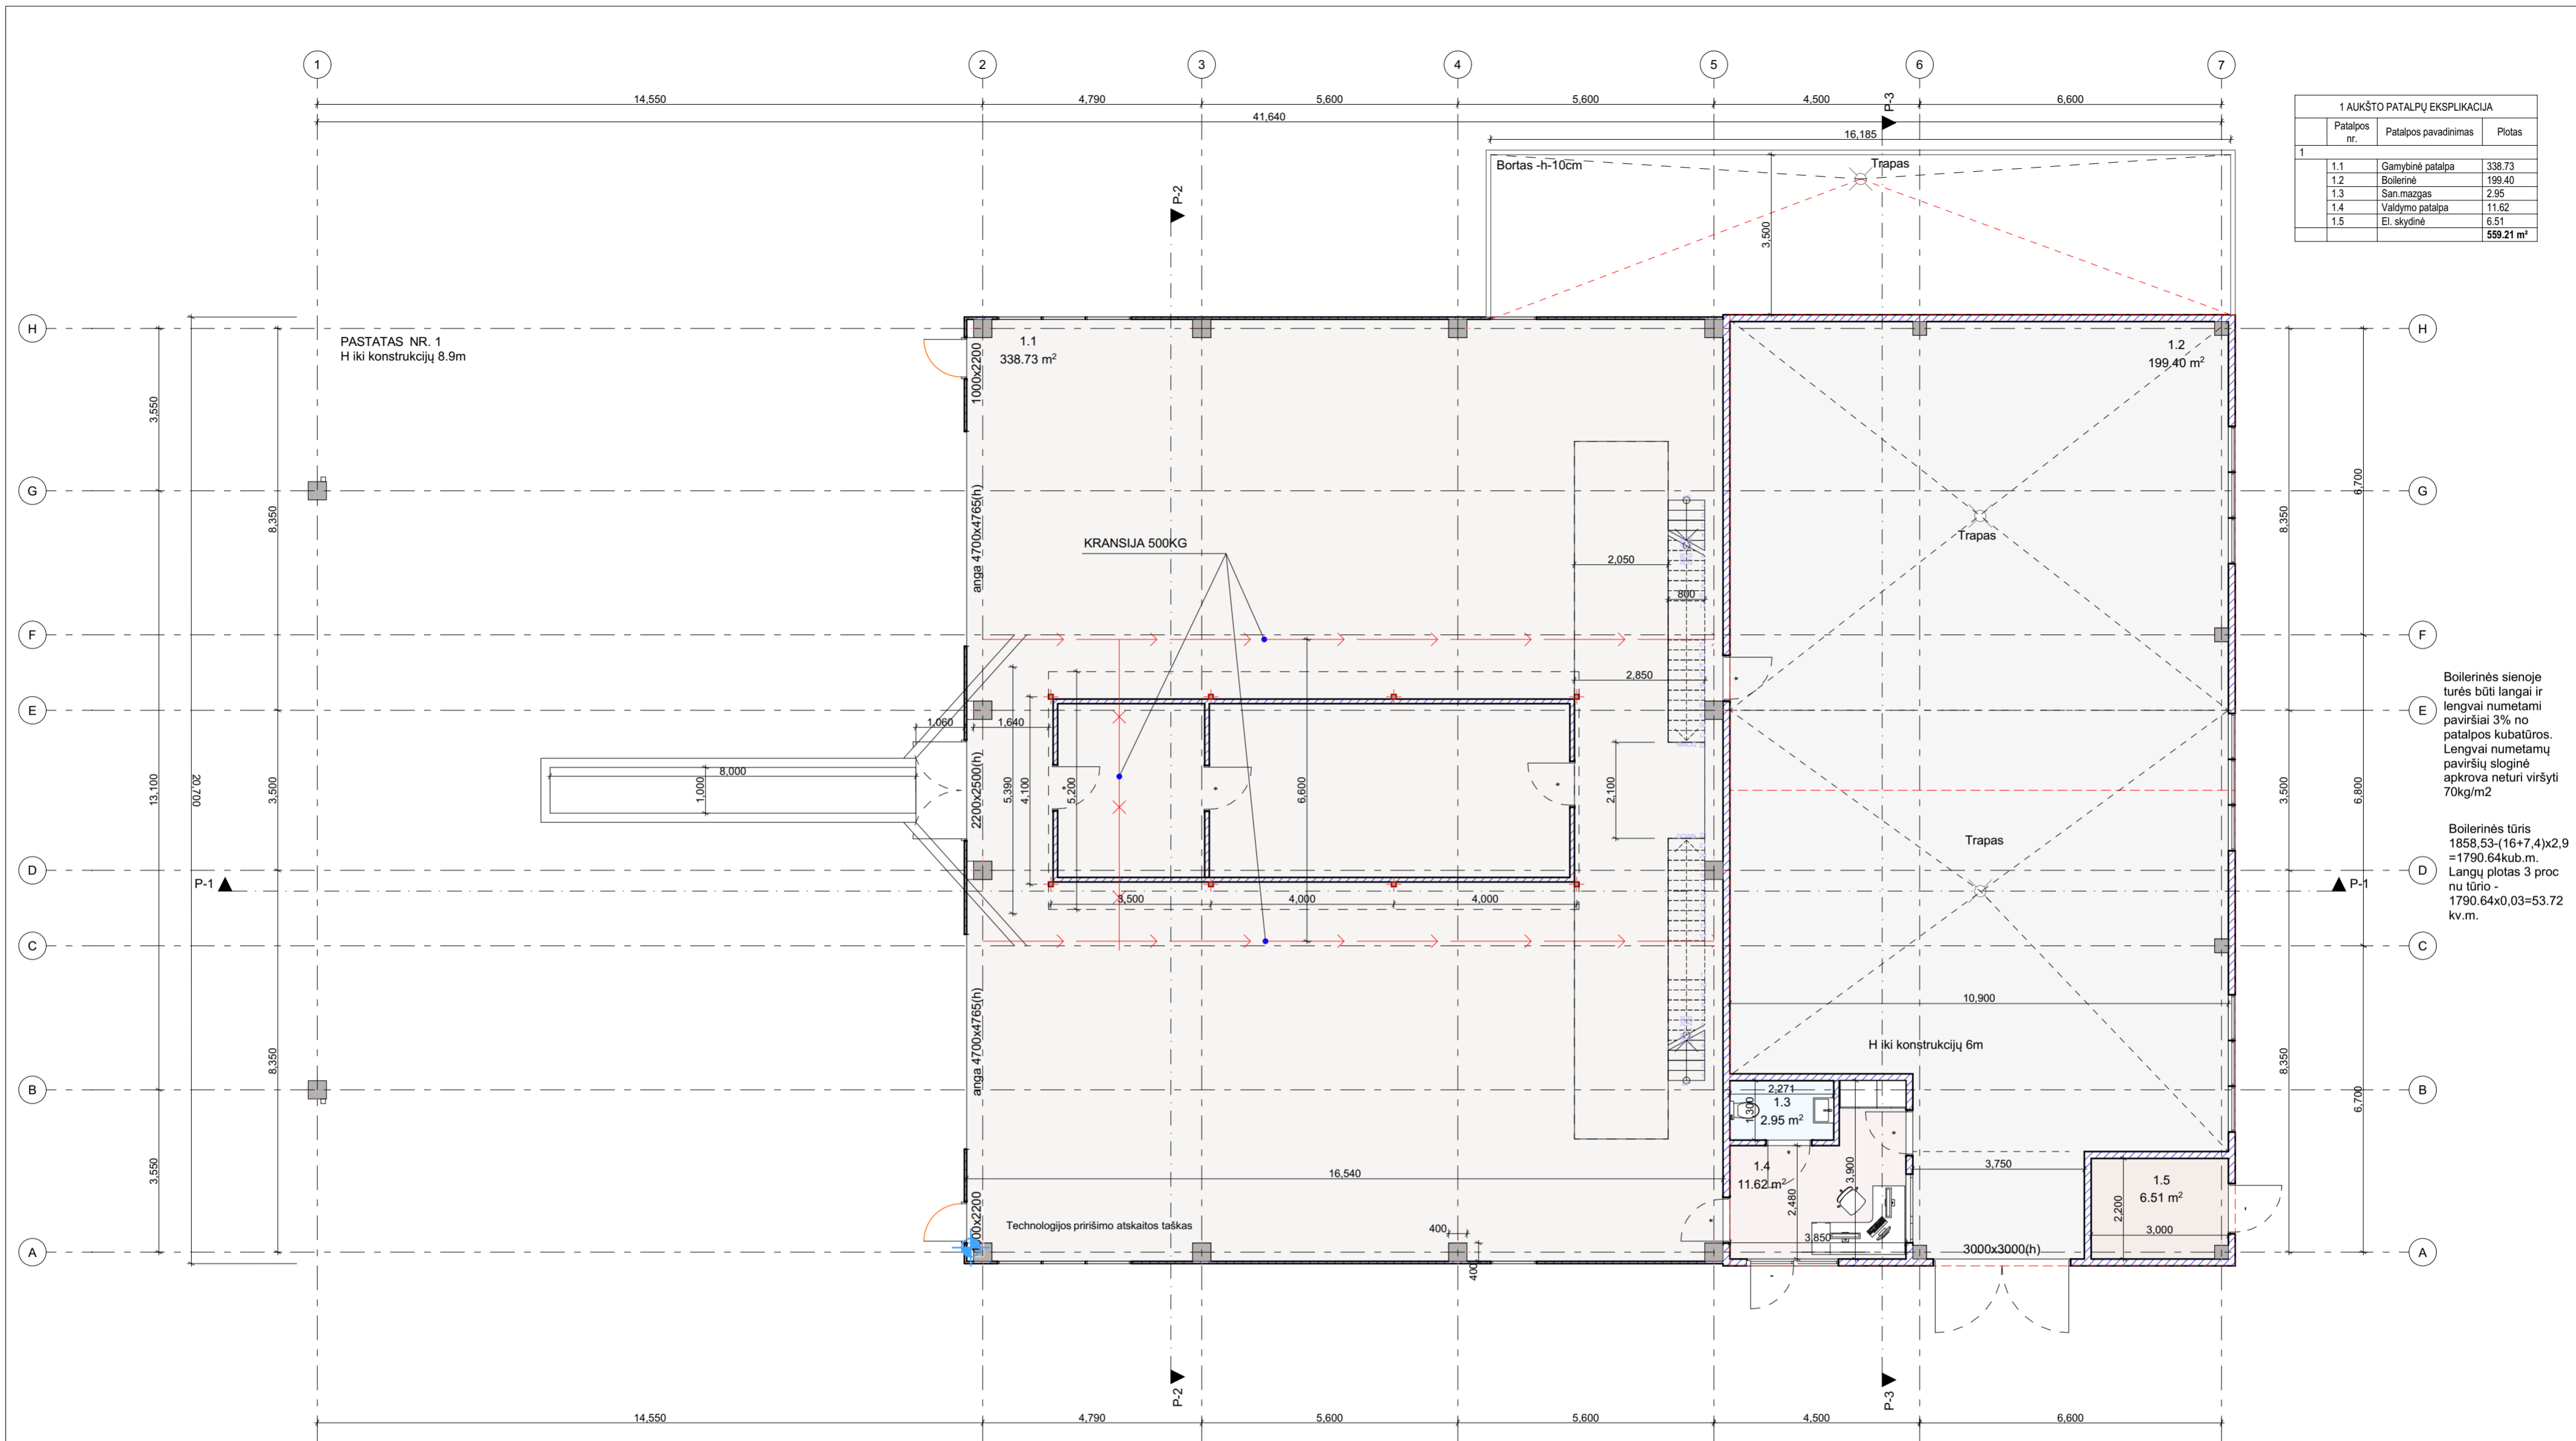 1 2 3 4 5 6 7
14,550 4,790 5,600 5,600 4,500 6,600
41,640
P-3
16,185
Bortas -h-10cm
Trapas
3,500
P-2
1 AUKŠTO PATALPŲ EKSPLIKACIJA
Patalpos nr. Patalpos pavadinimas Plotas
1
1.1 Gamybinė patalpa 338.73
1.2 Boilerinė 199.40
1.3 San.mazgas 2.95
1.4 Valdymo patalpa 11.62
1.5 El. skydinė 6.51
559.21 m²
H H
PASTATAS NR. 1
H iki konstrukcijų 8.9m
1000x2200
1.1
338.73 m²
1.2
199.40 m²
3,550
8,350
G G
anga 4700x4765(h)
KRANSIJA 500KG
2,050
800
Trapas
6,700
8,350
F F
2,850
E E
1,060
1,640
8,000
1,000
2200x2500(h)
5,390
4,100
5,200
6,600
2,100
13,100
20,700
3,500
3,500
6,800
Boilerinės sienoje
turės būti langai ir
lengvai numetami
paviršiai 3% no
patalpos kubatūros.
Lengvai numetamų
paviršių sloginė
apkrova neturi viršyti
70kg/m2
Boilerinės tūris
1858,53-(16+7,4)x2,9
=1790.64kub.m.
Langų plotas 3 proc
nu tūrio -
1790.64x0,03=53.72
kv.m.
Trapas
D D
P-1 P-1
3,500 4,000 4,000
C C
anga 4700x4765(h)
10,900
H iki konstrukcijų 6m
8,350
8,350
B B
2,271
1,300
1.3
2.95 m²
3,550
6,700
16,540
1.4
11.62 m²
3,900
2,480
3,750
1.5
6.51 m²
2,200
3,000
Technologijos pririšimo atskaitos taškas
400
400
3,850
3000x3000(h)
A A
P-2
P-3
14,550 4,790 5,600 5,600 4,500 6,600